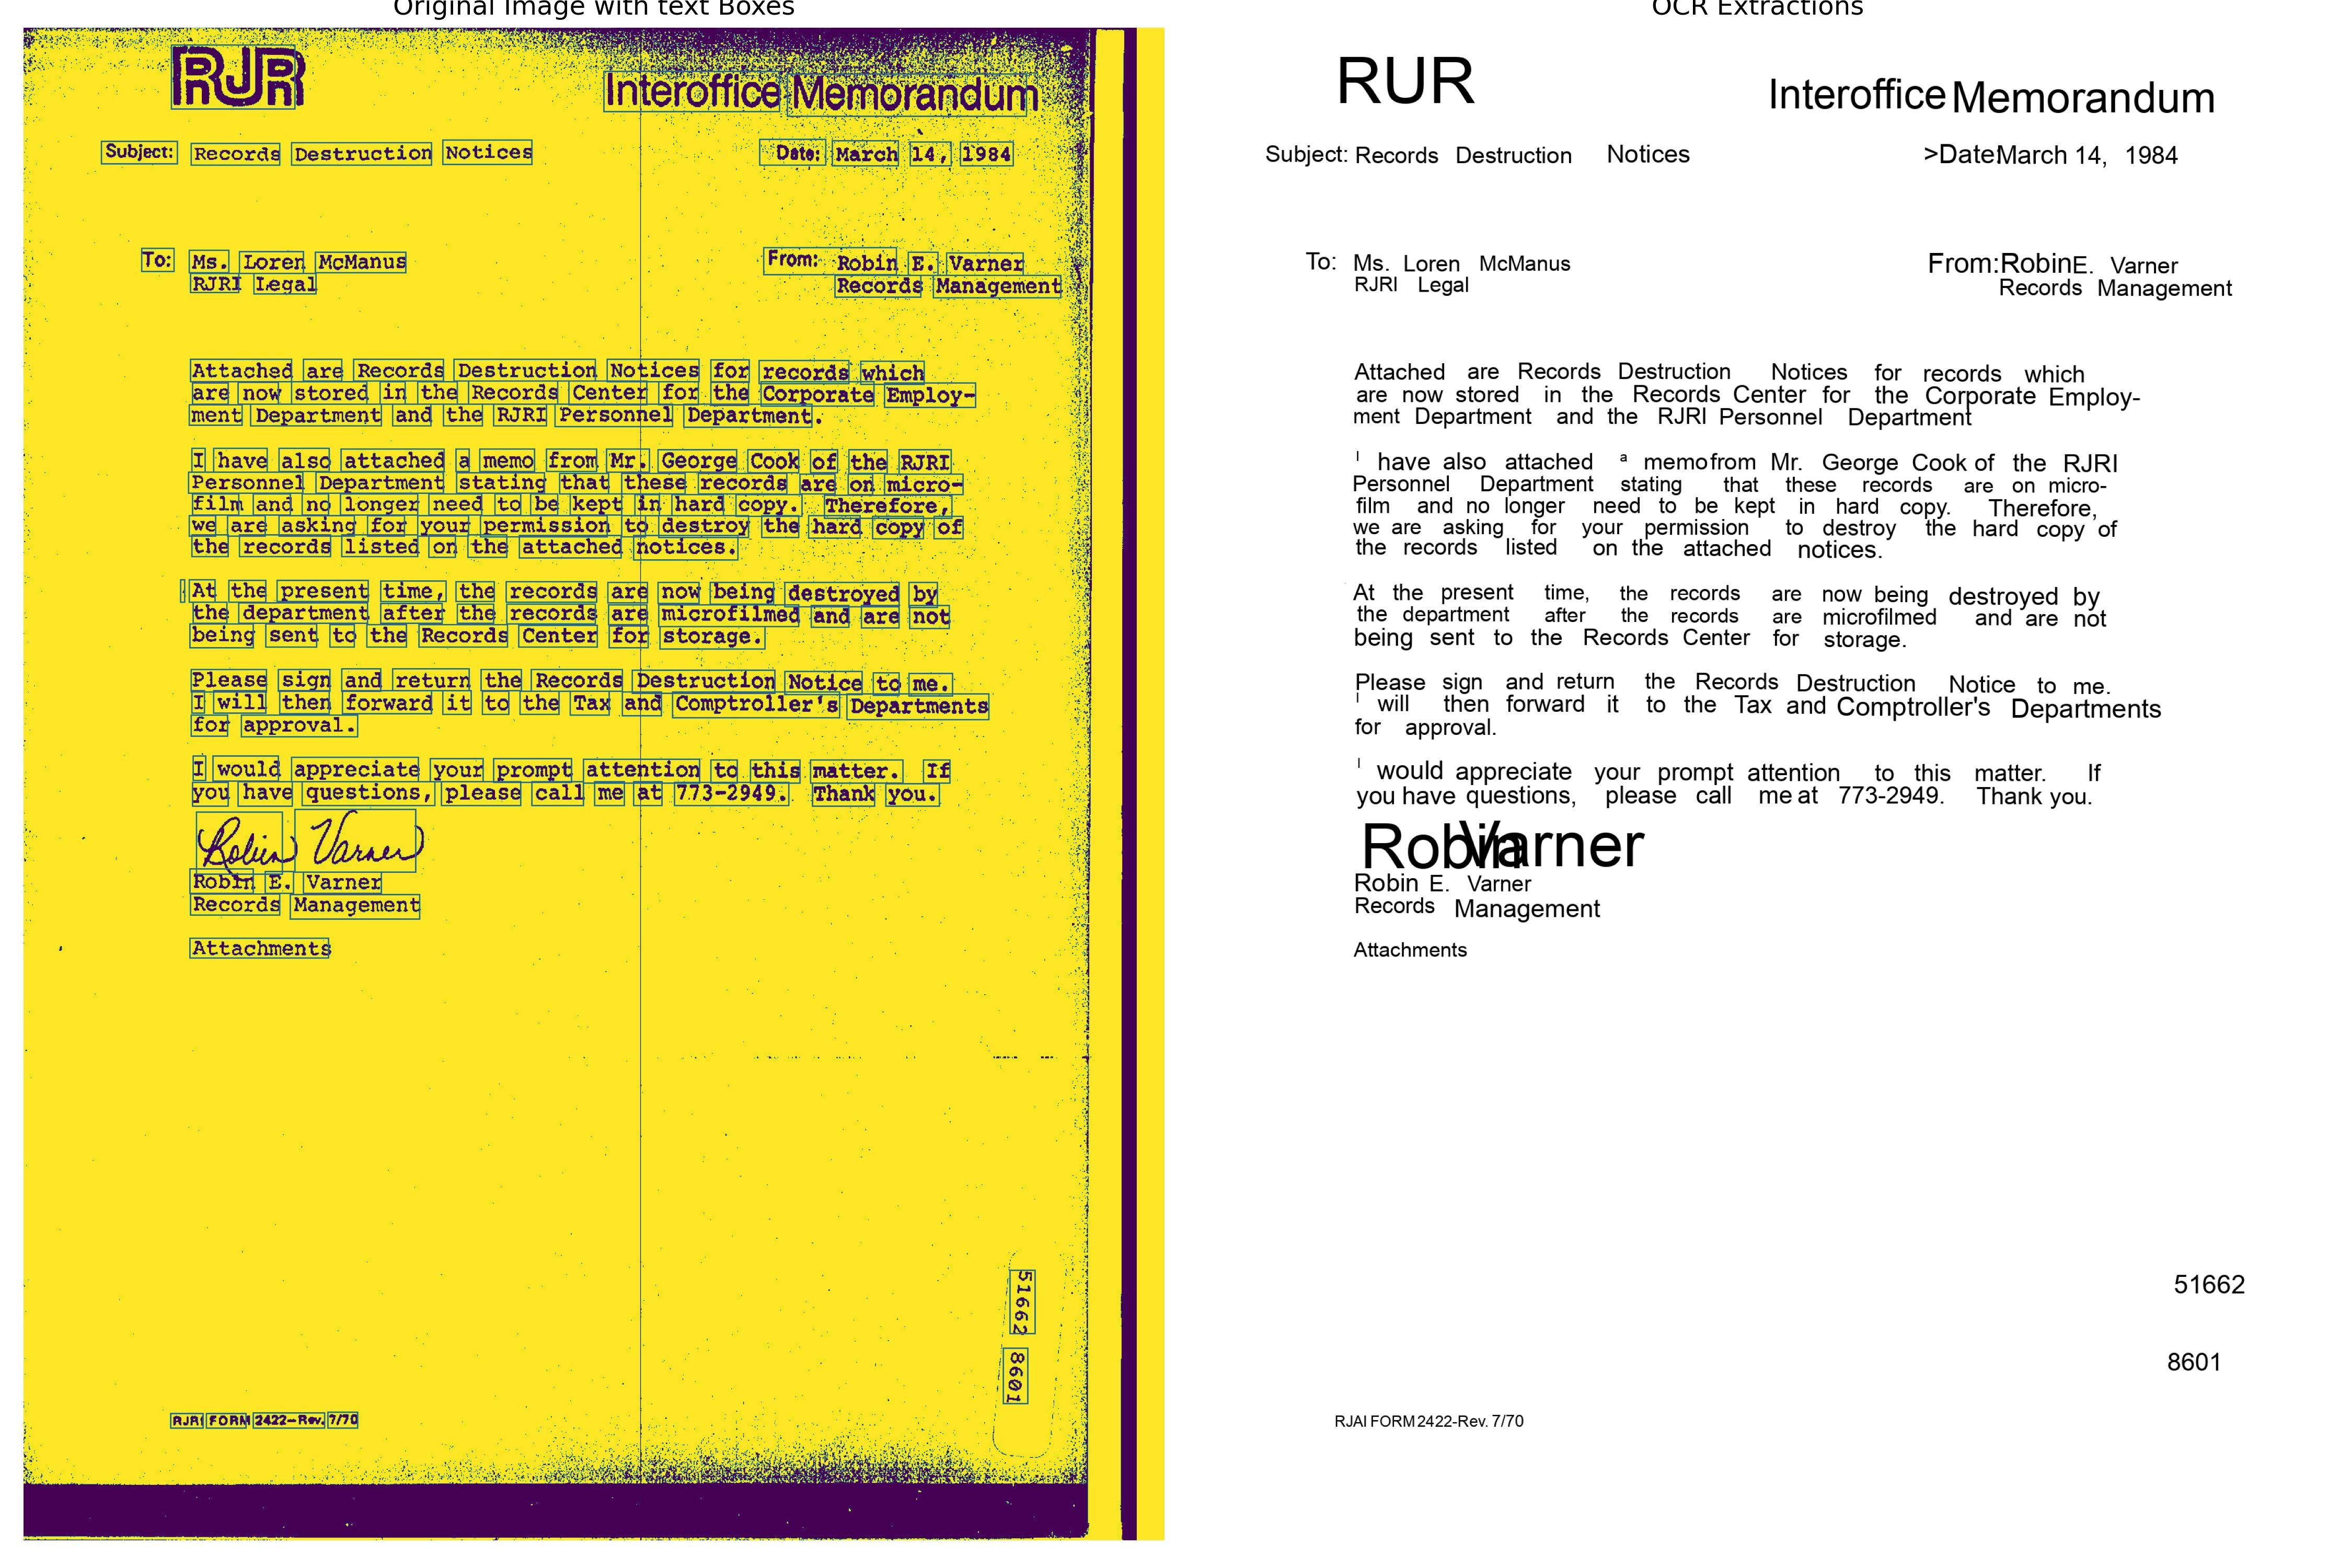 Original Image with text Boxes
RJR
Interoffice Memorandum
Subject: Records Destruction Notices
Date: March 14, 1984
To: Ms. Loren McManus
RJRI Legal
From: Robin E. Varner
Records Management
Attached are Records Destruction Notices for records which
are now stored in the Records Center for the Corporate Employ-
ment Department and the RJRI Personnel Department.
I have also attached a memo from Mr. George Cook of the RJRI
Personnel Department stating that these records are on micro-
film and no longer need to be kept in hard copy. Therefore,
we are asking for your permission to destroy the hard copy of
the records listed on the attached notices.
At the present time, the records are now being destroyed by
the department after the records are microfilmed and are not
being sent to the Records Center for storage.
Please sign and return the Records Destruction Notice to me.
I will then forward it to the Tax and Comptroller's Departments
for approval.
I would appreciate your prompt attention to this matter. If
you have questions, please call me at 773-2949. Thank you.
Robin Varner
Robin E. Varner
Records Management
Attachments
51662 8601
RJRI FORM 2422-Rev. 7/70
OCR Extractions
RUR
Interoffice Memorandum
Subject: Records Destruction Notices
>Date:March 14, 1984
To: Ms. Loren McManus
RJRI Legal
From:RobinE. Varner
Records Management
Attached are Records Destruction Notices for records which
are now stored in the Records Center for the Corporate Employ-
ment Department and the RJRI Personnel Department
I have also attached a memofrom Mr. George Cook of the RJRI
Personnel Department stating that these records are on micro-
film and no longer need to be kept in hard copy. Therefore,
we are asking for your permission to destroy the hard copy of
the records listed on the attached notices.
At the present time, the records are now being destroyed by
the department after the records are microfilmed and are not
being sent to the Records Center for storage.
Please sign and return the Records Destruction Notice to me.
I will then forward it to the Tax and Comptroller's Departments
for approval.
I would appreciate your prompt attention to this matter. If
you have questions, please call me at 773-2949. Thank you.
Robin Varner
Robin E. Varner
Records Management
Attachments
51662
8601
RJAI FORM 2422-Rev. 7/70